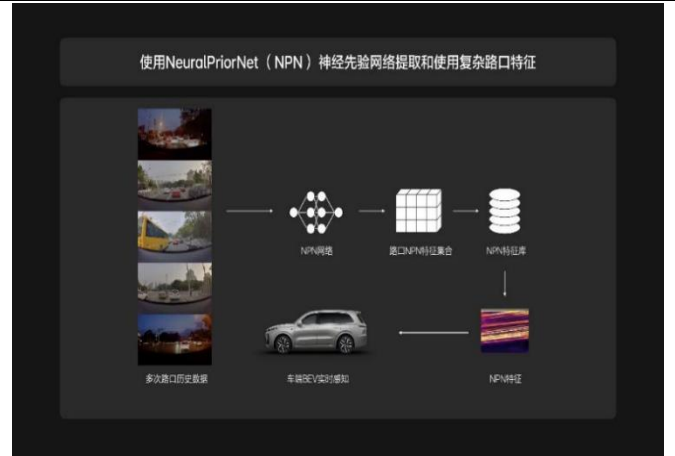 使用NeuralPriorNet（NPN）神经先验网络提取和使用复杂路口特征
NPN网络
路口NPN特征集合
NPN特征库
多次路口历史数据
车端BEV实时感知
NPN特征